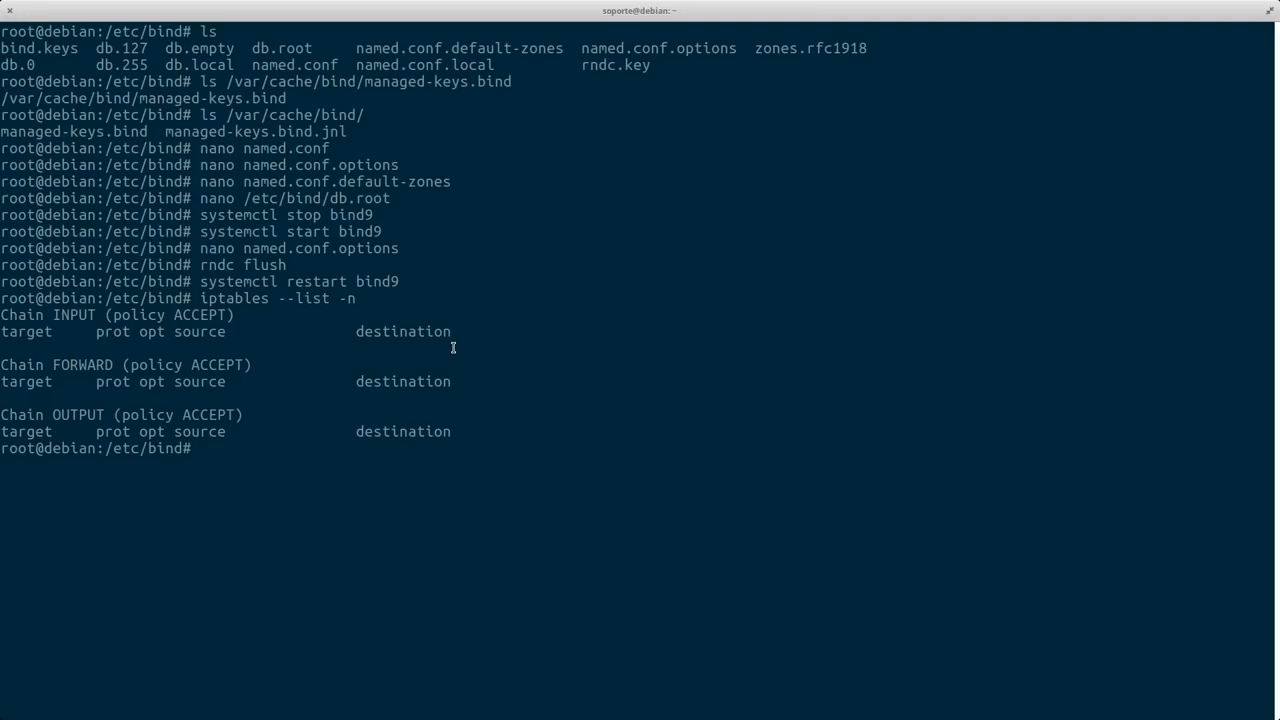 soporte@debian: ~
root@debian:/etc/bind# ls
bind.keys  db.127  db.empty  db.root     named.conf.default-zones  named.conf.options  zones.rfc1918
db.0       db.255  db.local  named.conf  named.conf.local          rndc.key
root@debian:/etc/bind# ls /var/cache/bind/managed-keys.bind
/var/cache/bind/managed-keys.bind
root@debian:/etc/bind# ls /var/cache/bind/
managed-keys.bind  managed-keys.bind.jnl
root@debian:/etc/bind# nano named.conf
root@debian:/etc/bind# nano named.conf.options
root@debian:/etc/bind# nano named.conf.default-zones
root@debian:/etc/bind# nano /etc/bind/db.root
root@debian:/etc/bind# systemctl stop bind9
root@debian:/etc/bind# systemctl start bind9
root@debian:/etc/bind# nano named.conf.options
root@debian:/etc/bind# rndc flush
root@debian:/etc/bind# systemctl restart bind9
root@debian:/etc/bind# iptables --list -n
Chain INPUT (policy ACCEPT)
target     prot opt source               destination
Chain FORWARD (policy ACCEPT)
target     prot opt source               destination
Chain OUTPUT (policy ACCEPT)
target     prot opt source               destination
root@debian:/etc/bind#